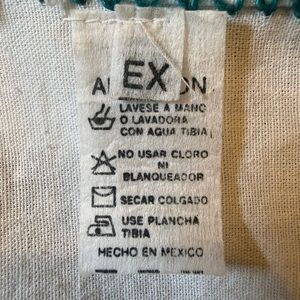 EX
LAVESE A MANO
O LAVADORA
CON AGUA TIBIA
NO USAR CLORO
NI
BLANQUEADOR
SECAR COLGADO
USE PLANCHA
TIBIA
HECHO EN MEXICO